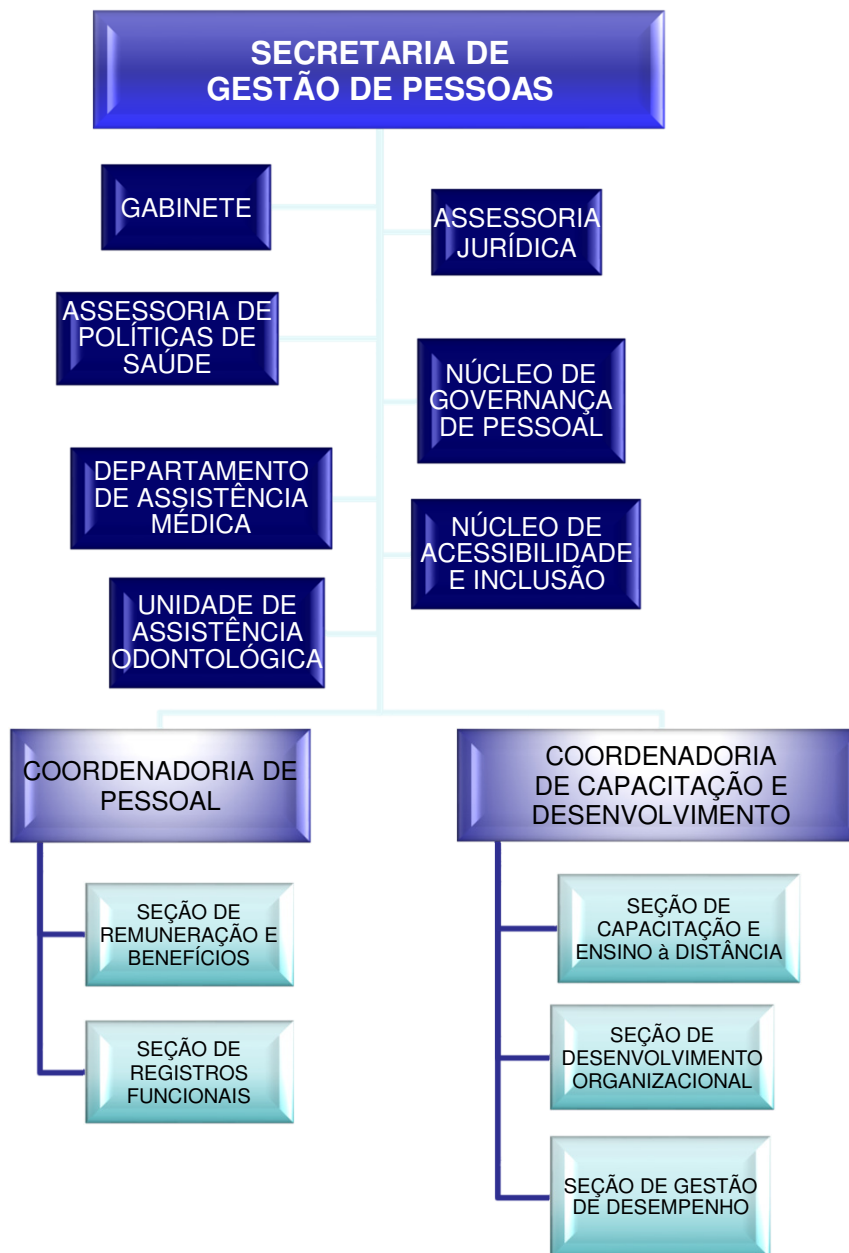 SECRETARIA DE
GESTÃO DE PESSOAS
GABINETE
ASSESSORIA
JURÍDICA
ASSESSORIA DE
POLÍTICAS DE
SAÚDE
NÚCLEO DE
GOVERNANÇA
DE PESSOAL
DEPARTAMENTO
DE ASSISTÊNCIA
MÉDICA
NÚCLEO DE
ACESSIBILIDADE
E INCLUSÃO
UNIDADE DE
ASSISTÊNCIA
ODONTOLÓGICA
COORDENADORIA DE
PESSOAL
COORDENADORIA
DE CAPACITAÇÃO E
DESENVOLVIMENTO
SEÇÃO DE
REMUNERAÇÃO E
BENEFÍCIOS
SEÇÃO DE
REGISTROS
FUNCIONAIS
SEÇÃO DE
CAPACITAÇÃO E
ENSINO à DISTÂNCIA
SEÇÃO DE
DESENVOLVIMENTO
ORGANIZACIONAL
SEÇÃO DE GESTÃO
DE DESEMPENHO